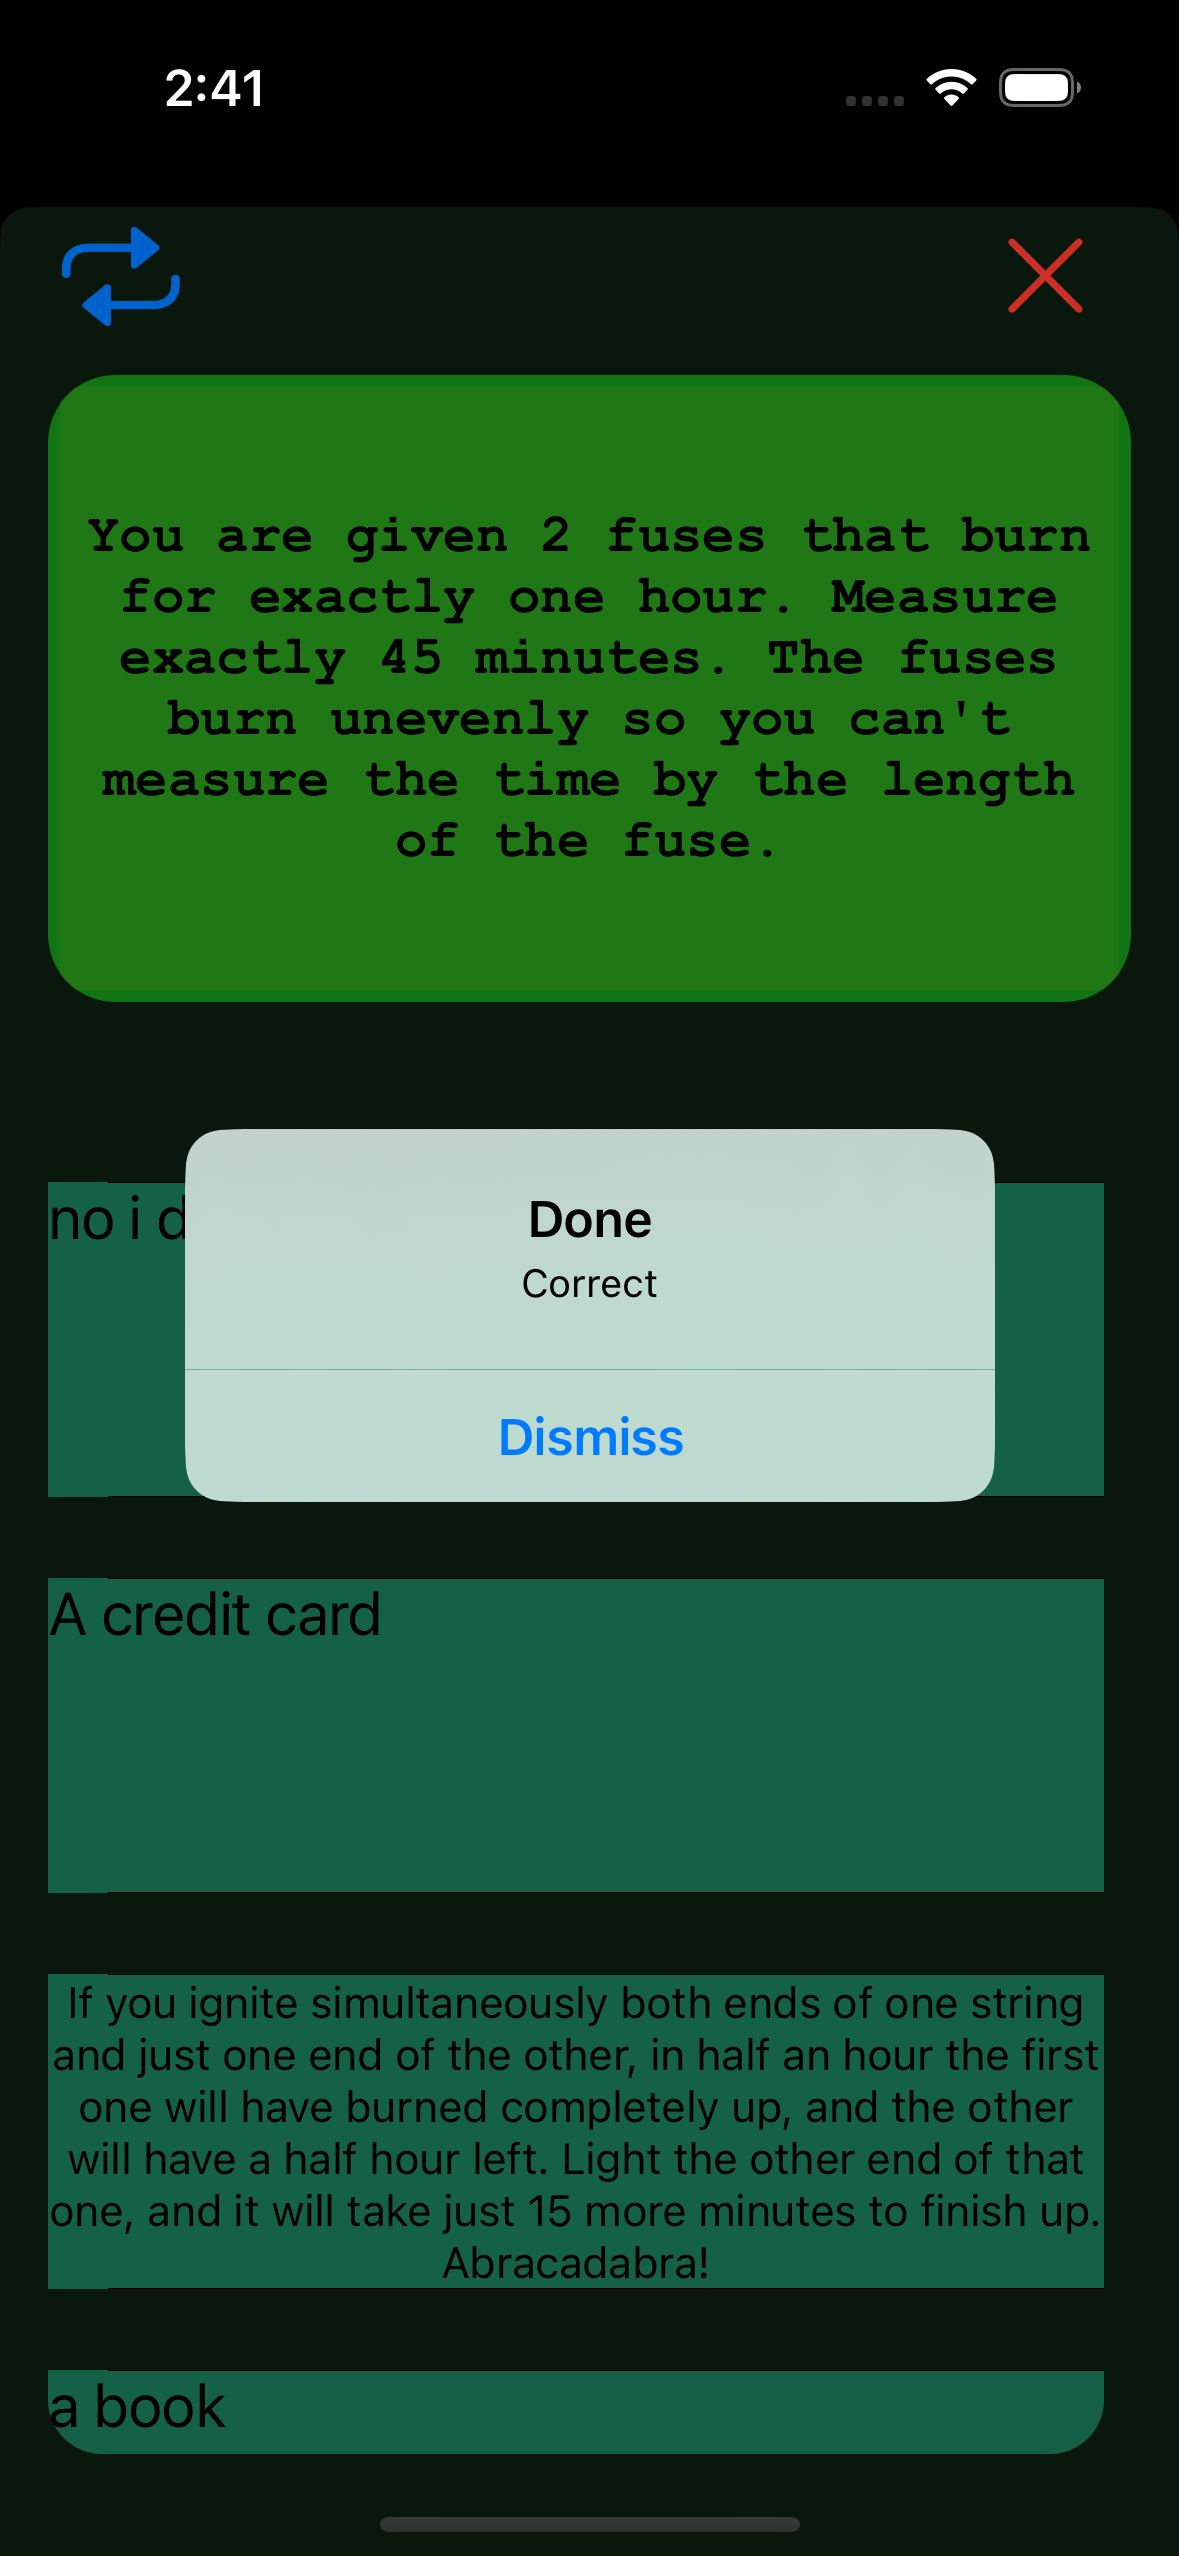 2:41
You are given 2 fuses that burn
for exactly one hour. Measure
exactly 45 minutes. The fuses
burn unevenly so you can't
measure the time by the length
of the fuse.
no i
Done
Correct
Dismiss
A credit card
If you ignite simultaneously both ends of one string
and just one end of the other, in half an hour the first
one will have burned completely up, and the other
will have a half hour left. Light the other end of that
one, and it will take just 15 more minutes to finish up.
Abracadabra!
a book